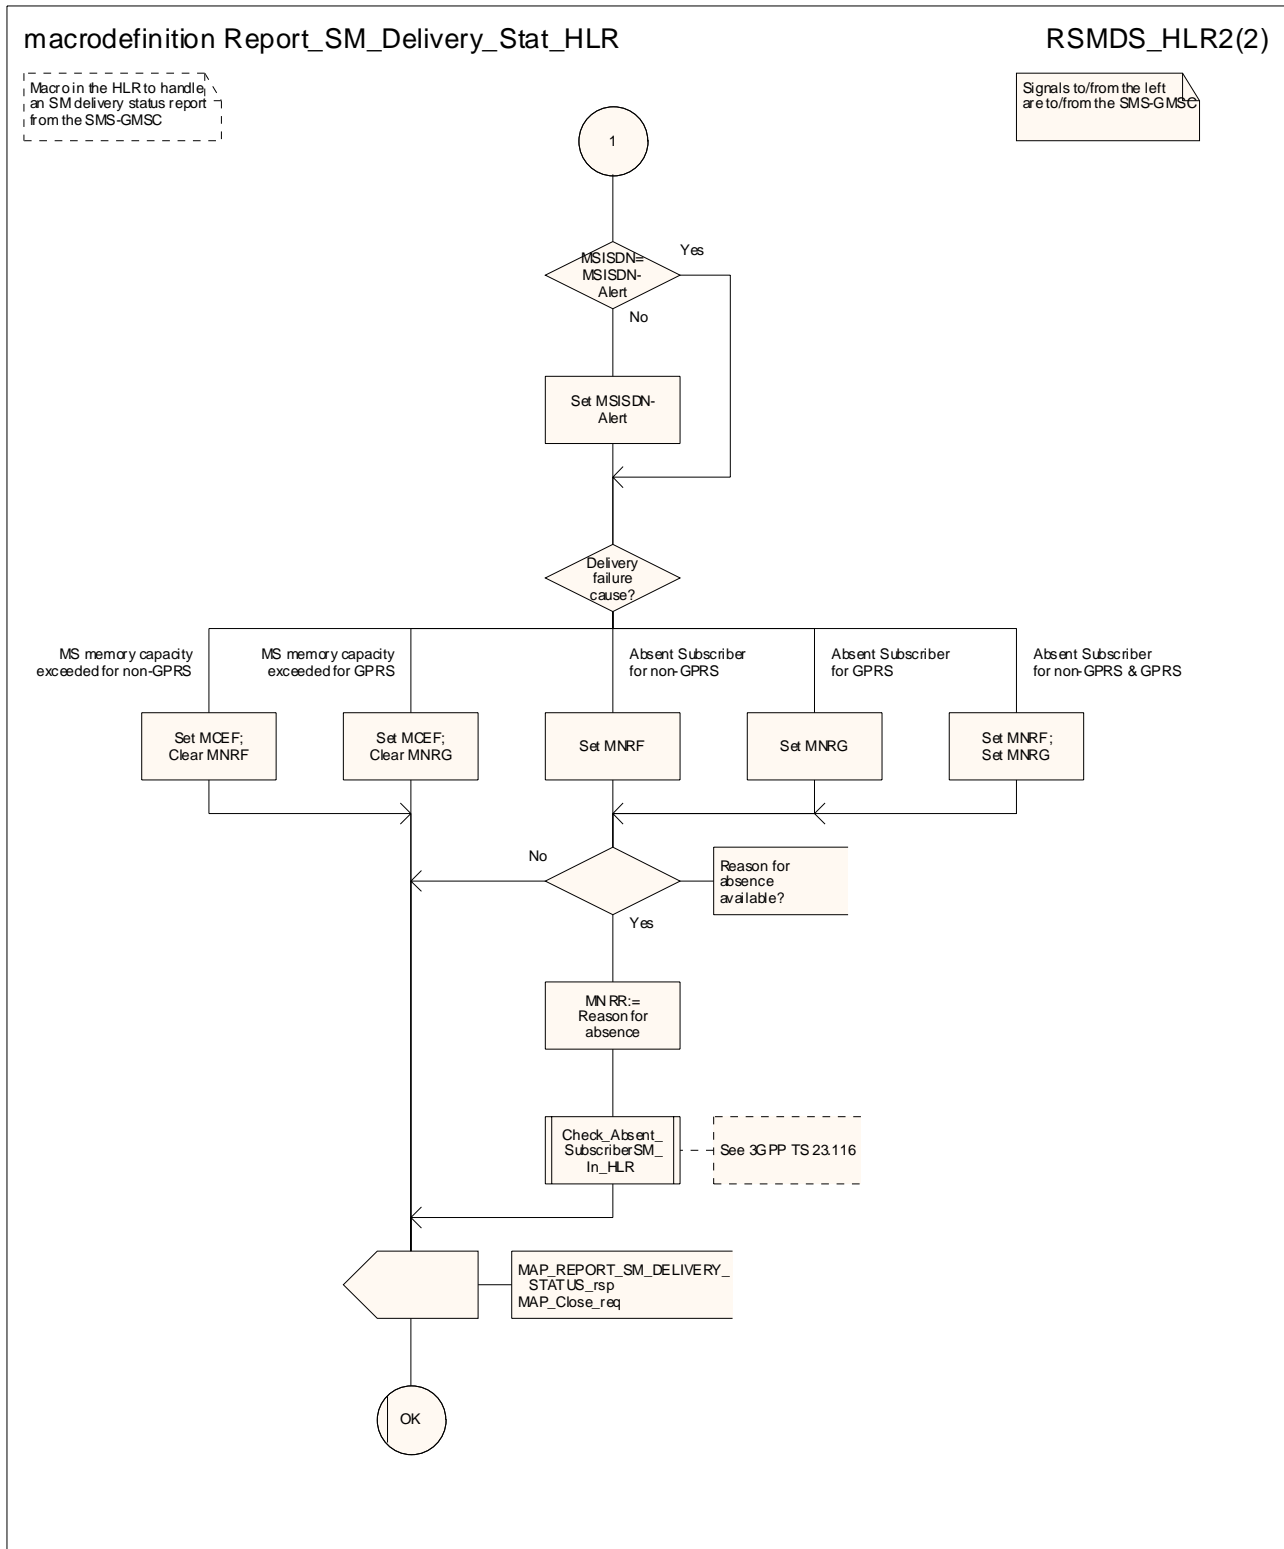 macrodefinition Report_SM_Delivery_Stat_HLR
RSMDS_HLR2(2)
Macro in the HLR to handle
an SM delivery status report
from the SMS-GMSC
Signals to/from the left
are to/from the SMS-GMSC
1
MSISDN=
MSISDN-
Alert
Yes
No
Set MSISDN-
Alert
Delivery
failure
cause?
MS memory capacity
exceeded for non-GPRS
MS memory capacity
exceeded for GPRS
Absent Subscriber
for non-GPRS
Absent Subscriber
for GPRS
Absent Subscriber
for non-GPRS & GPRS
Set MCEF;
Clear MNRF
Set MCEF;
Clear MNRG
Set MNRF
Set MNRG
Set MNRF;
Set MNRG
No
Reason for
absence
available?
Yes
MNRR:=
Reason for
absence
Check_Absent_
SubscriberSM_
In_HLR
See 3GPP TS 23.116
MAP_REPORT_SM_DELIVERY_
STATUS_rsp
MAP_Close_req
OK